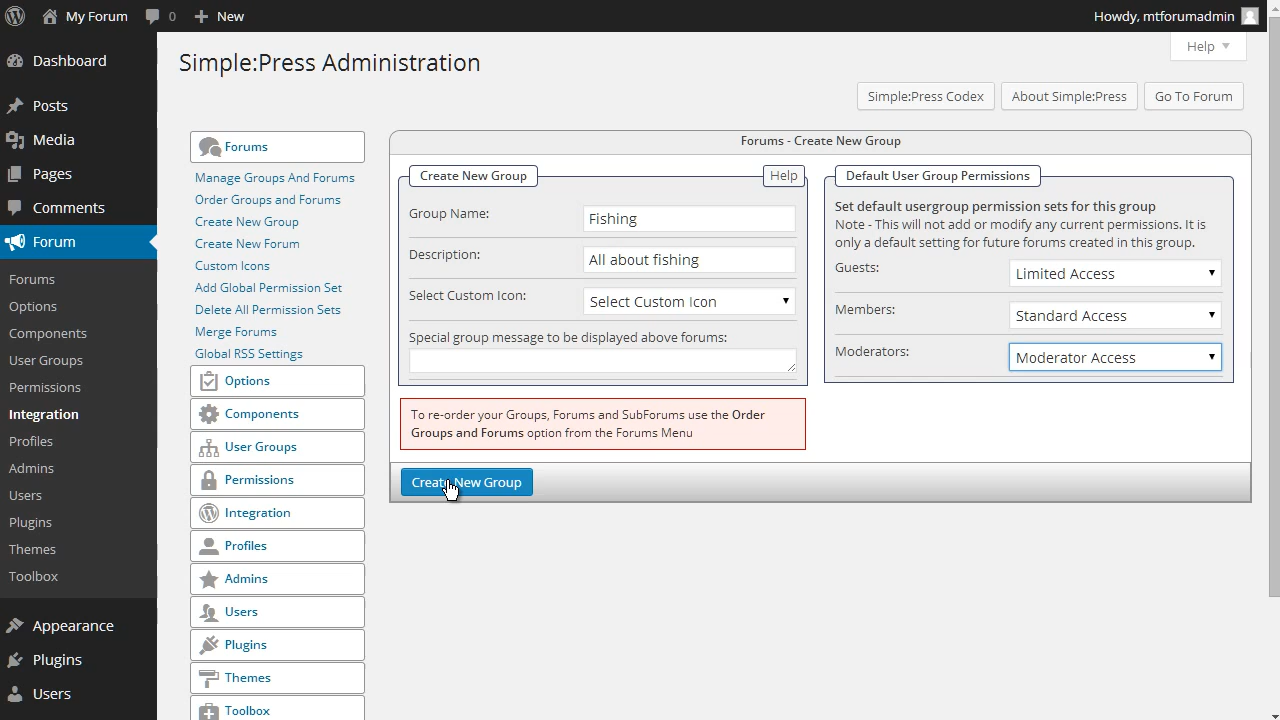 My Forum
0
New
Howdy, mtforumadmin
Help
Simple:Press Administration
Simple:Press Codex
About Simple:Press
Go To Forum
Dashboard
Posts
Media
Pages
Comments
Forum
Forums
Options
Components
User Groups
Permissions
Integration
Profiles
Admins
Users
Plugins
Themes
Toolbox
Appearance
Plugins
Users
Forums
Manage Groups And Forums
Order Groups and Forums
Create New Group
Create New Forum
Custom Icons
Add Global Permission Set
Delete All Permission Sets
Merge Forums
Global RSS Settings
Options
Components
User Groups
Permissions
Integration
Profiles
Admins
Users
Plugins
Themes
Toolbox
Forums - Create New Group
Create New Group
Help
Group Name:
Fishing
Description:
All about fishing
Select Custom Icon:
Select Custom Icon
Special group message to be displayed above forums:
To re-order your Groups, Forums and SubForums use the Order
Groups and Forums option from the Forums Menu
Default User Group Permissions
Set default usergroup permission sets for this group
Note - This will not add or modify any current permissions. It is
only a default setting for future forums created in this group.
Guests:
Limited Access
Members:
Standard Access
Moderators:
Moderator Access
Create New Group